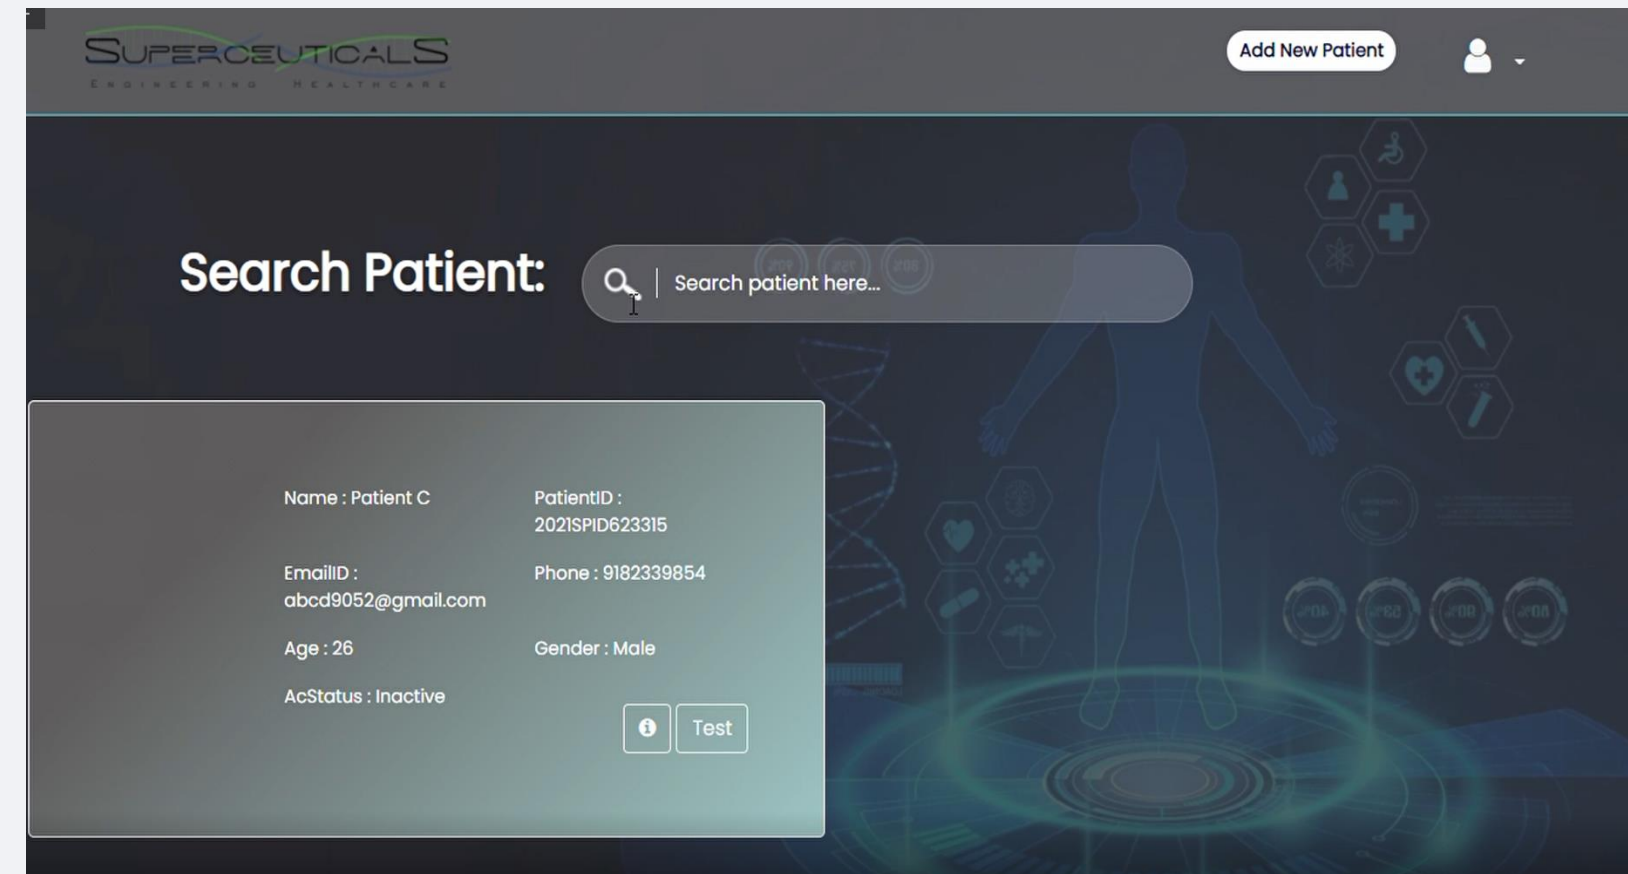 SUPERCEUTICALS
ENGINEERING HEALTHCARE
Add New Patient
Search Patient:
Search patient here...
Name : Patient C
PatientID :
2021SPID623315
EmailID :
abcd9052@gmail.com
Phone : 9182339854
Age : 26
Gender : Male
AcStatus : Inactive
Test